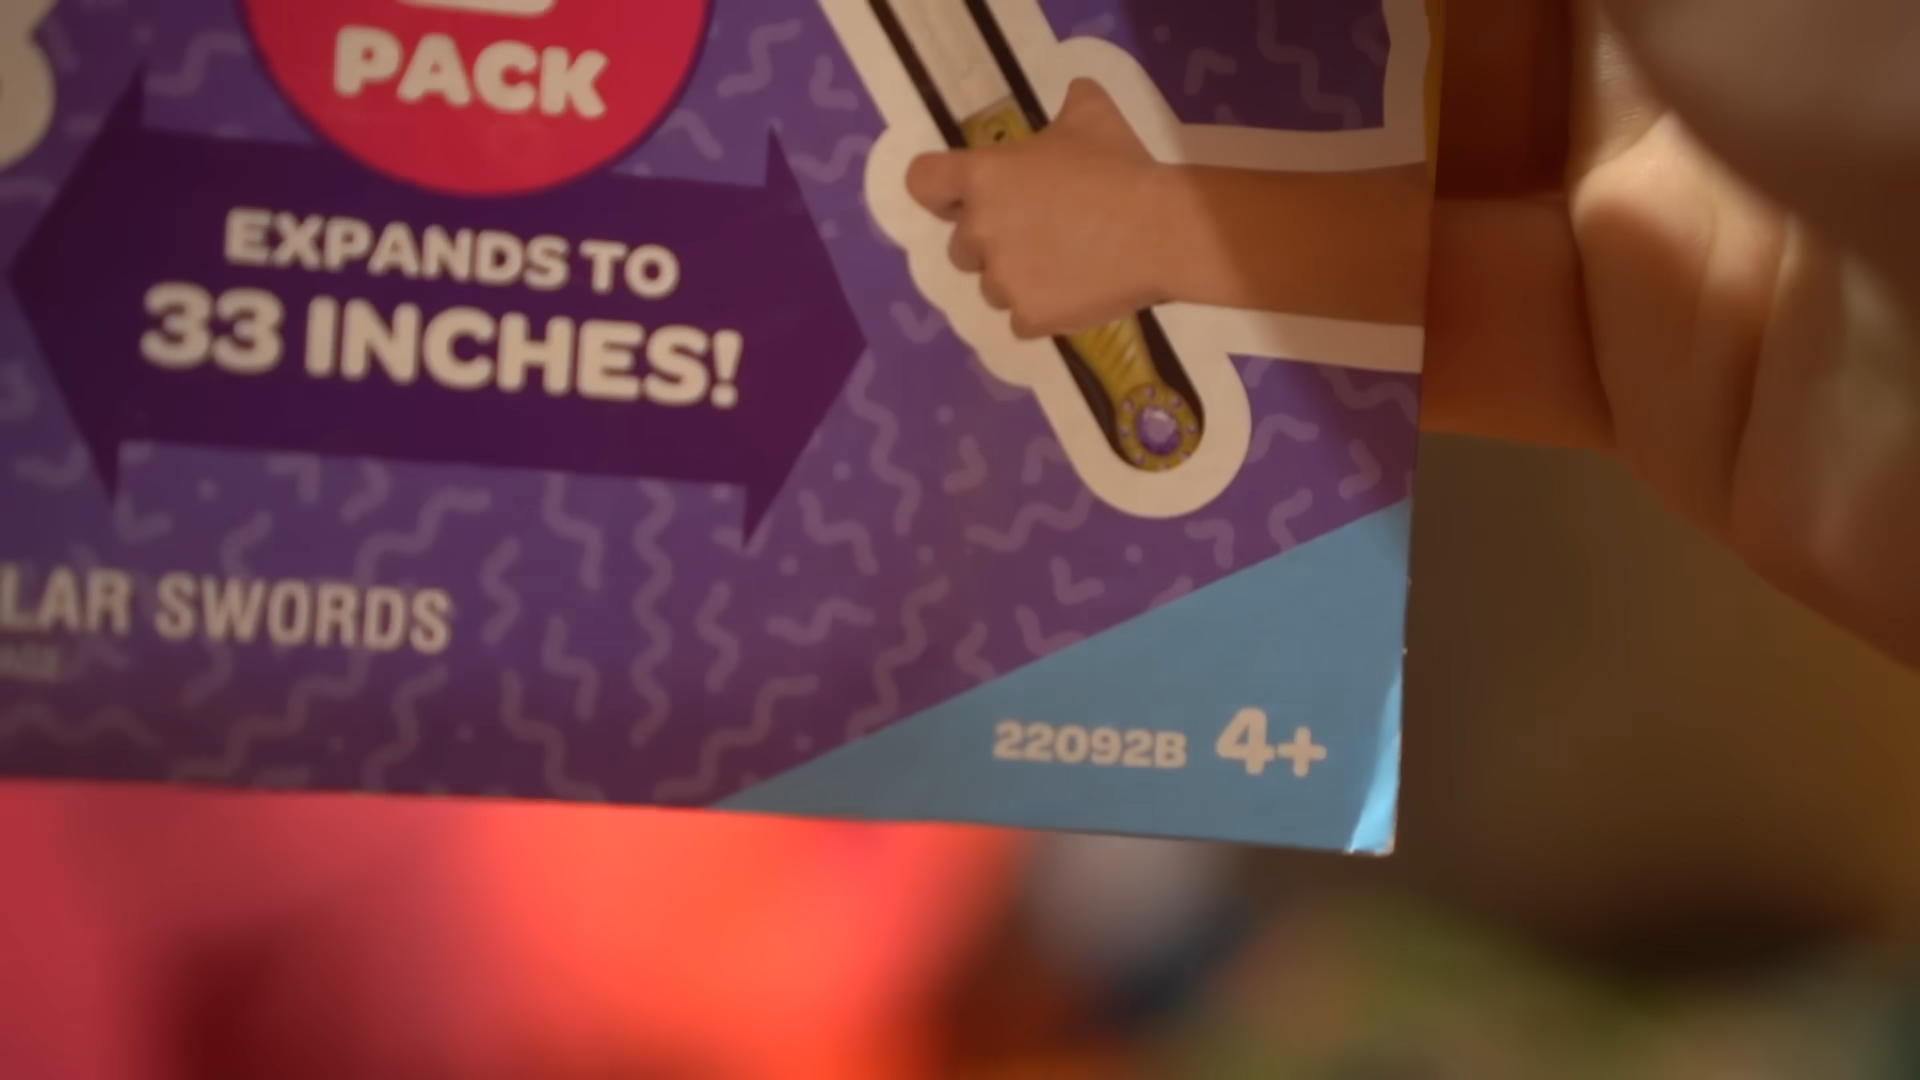 PACK
EXPANDS TO
33 INCHES!
LAR SWORDS
22092B 4+